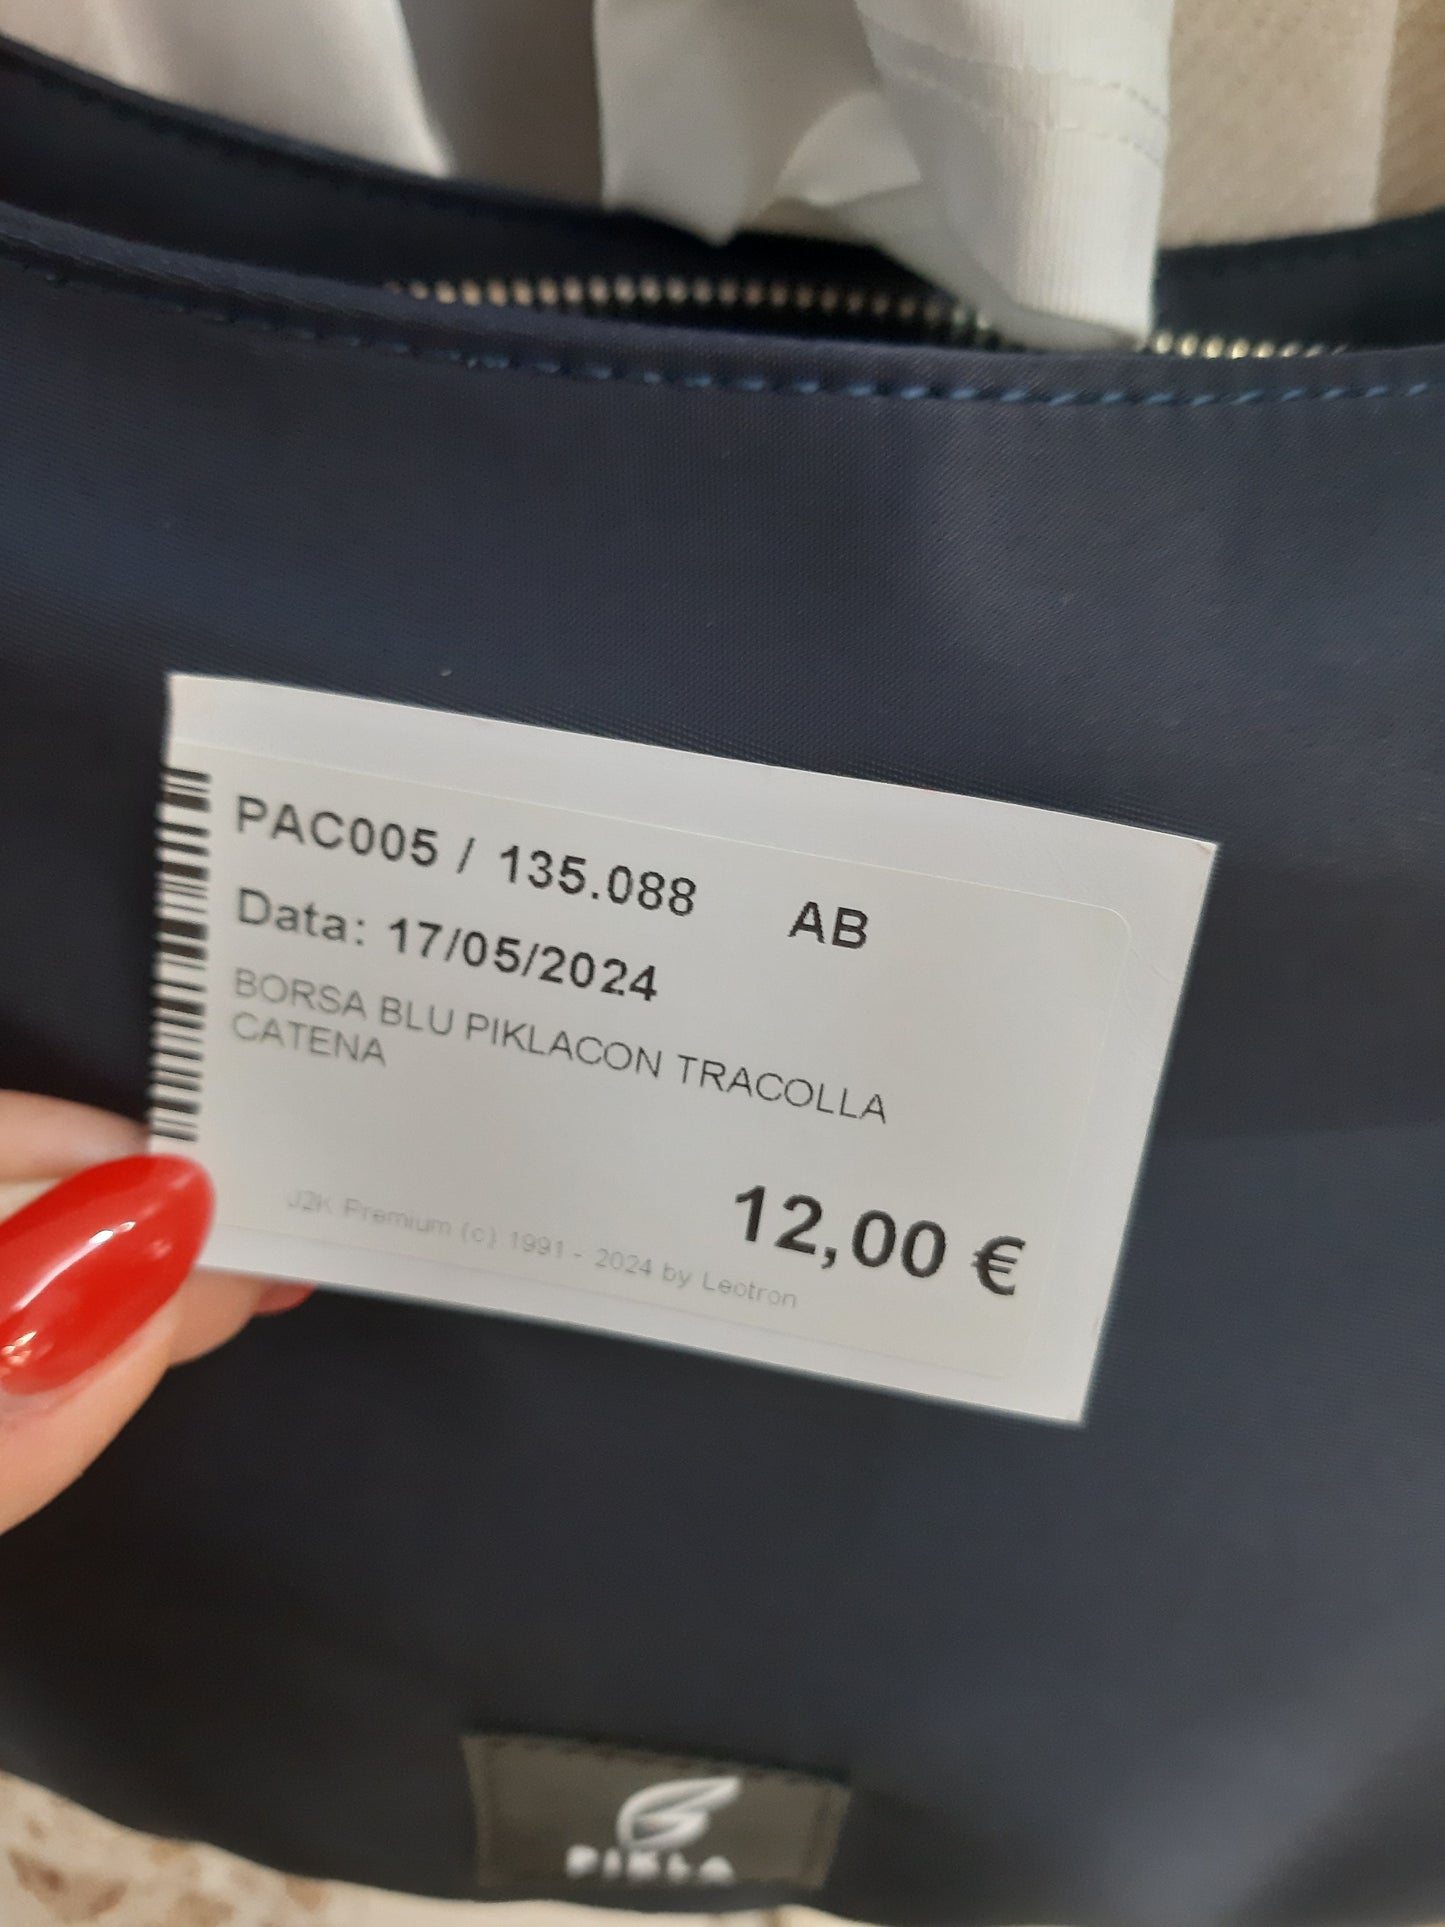 PAC005 / 135.088 AB
Data: 17/05/2024
BORSA BLU PIKLACON TRACOLLA
CATENA
12,00 €
J2K Premium (c) 1991 - 2024 by Leotron
PIKLA